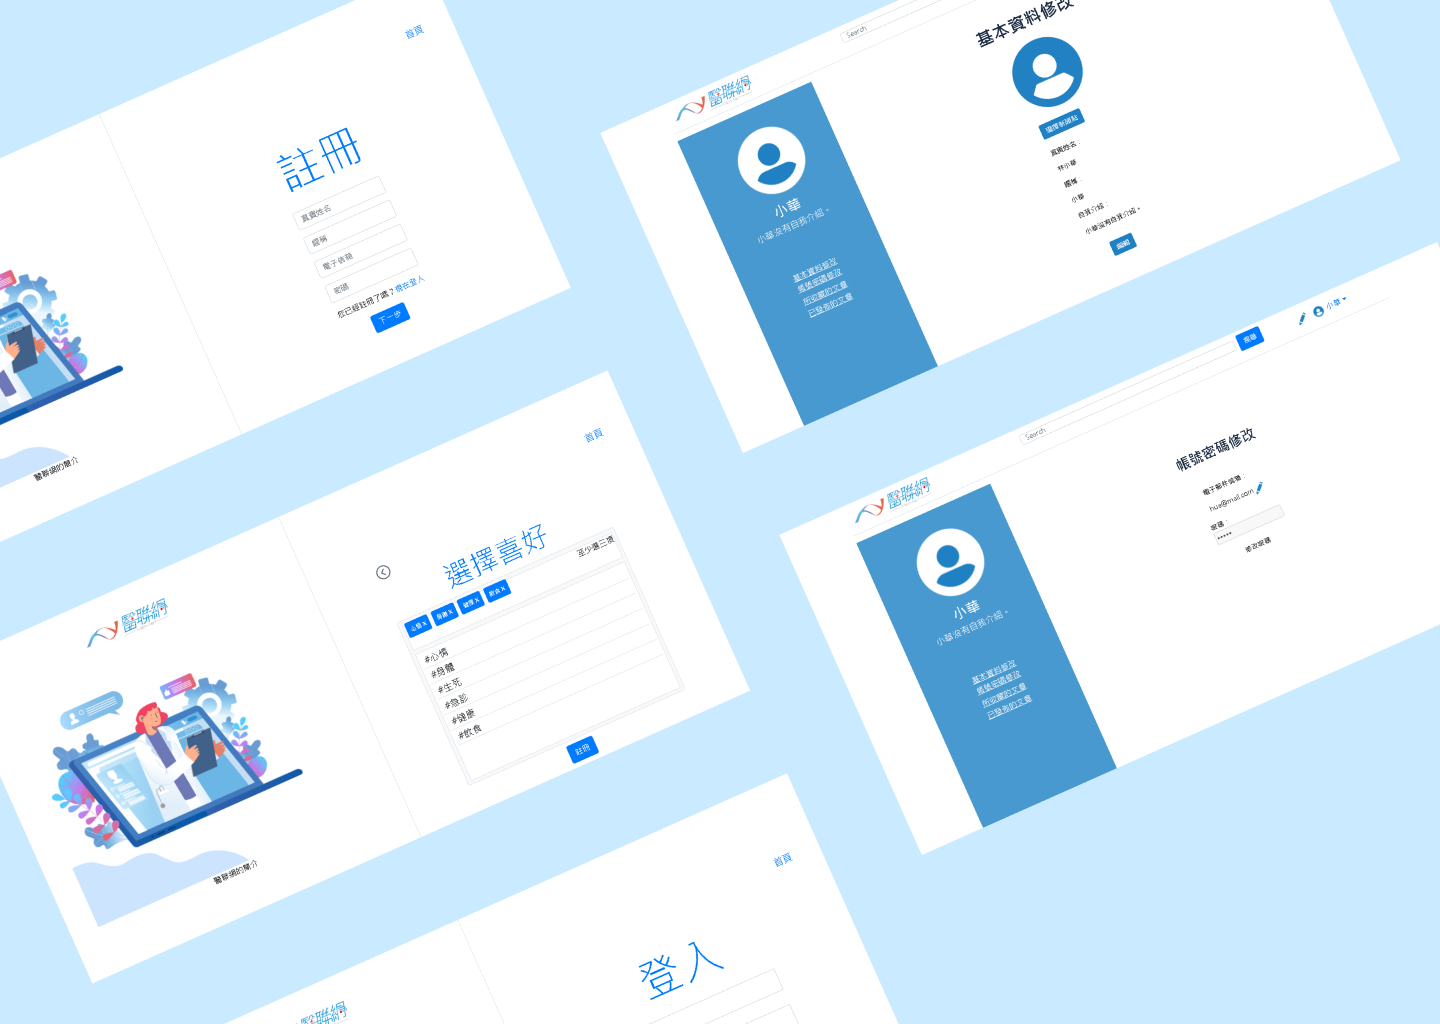 首頁
註冊
真實姓名
暱稱
電子信箱
密碼
您已經註冊了嗎？現在登入
下一步
醫聯網的簡介
Search
醫聯網
基本資料修改
選擇新頭貼
真實姓名：
林小華
暱稱：
小華
自我介紹：
小華沒有自我介紹。
編輯
小華
小華沒有自我介紹。
基本資料修改
帳號密碼修改
所收藏的文章
已發佈的文章
首頁
醫聯網
選擇喜好
至少選三項
心情 X
身體 X
健康 X
飲食 X
#心情
#身體
#生死
#急診
#健康
#飲食
註冊
醫聯網的簡介
Search
搜尋
小華
醫聯網
帳號密碼修改
電子郵件信箱：
hua@mail.com
密碼：
•••••
修改密碼
小華
小華沒有自我介紹。
基本資料修改
帳號密碼修改
所收藏的文章
已發佈的文章
首頁
登入
醫聯網